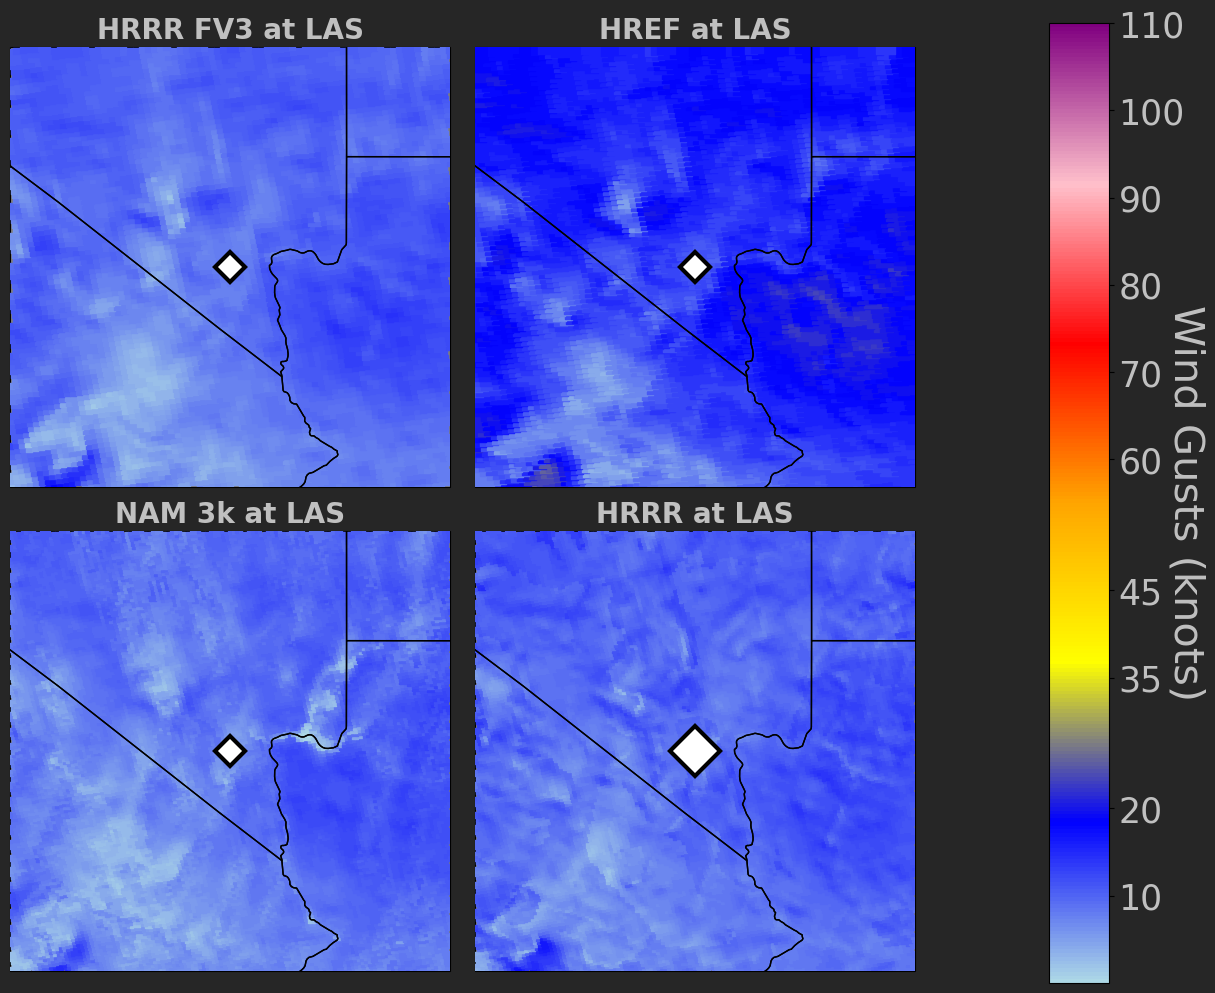 HRRR FV3 at LAS
HREF at LAS
NAM 3k at LAS
HRRR at LAS
110
100
90
80
70
60
45
35
20
10
Wind Gusts (knots)